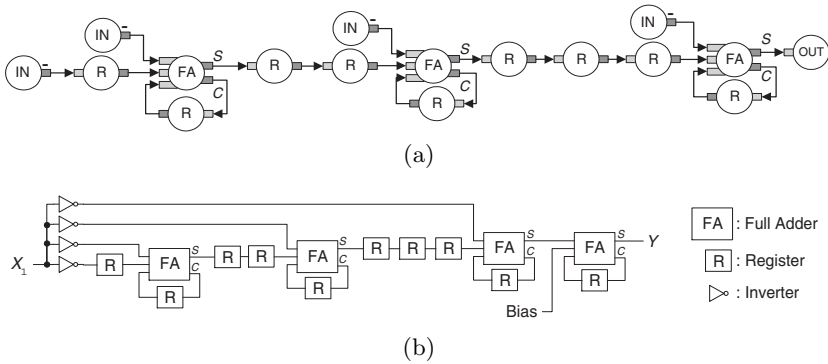 IN - IN - IN -
IN - R FA S C R R R FA S C R R R R FA S C R OUT
(a)
X1 R FA S C R R R FA S C R R R R FA S C R FA S C R Y
Bias
FA : Full Adder
R : Register
: Inverter
(b)